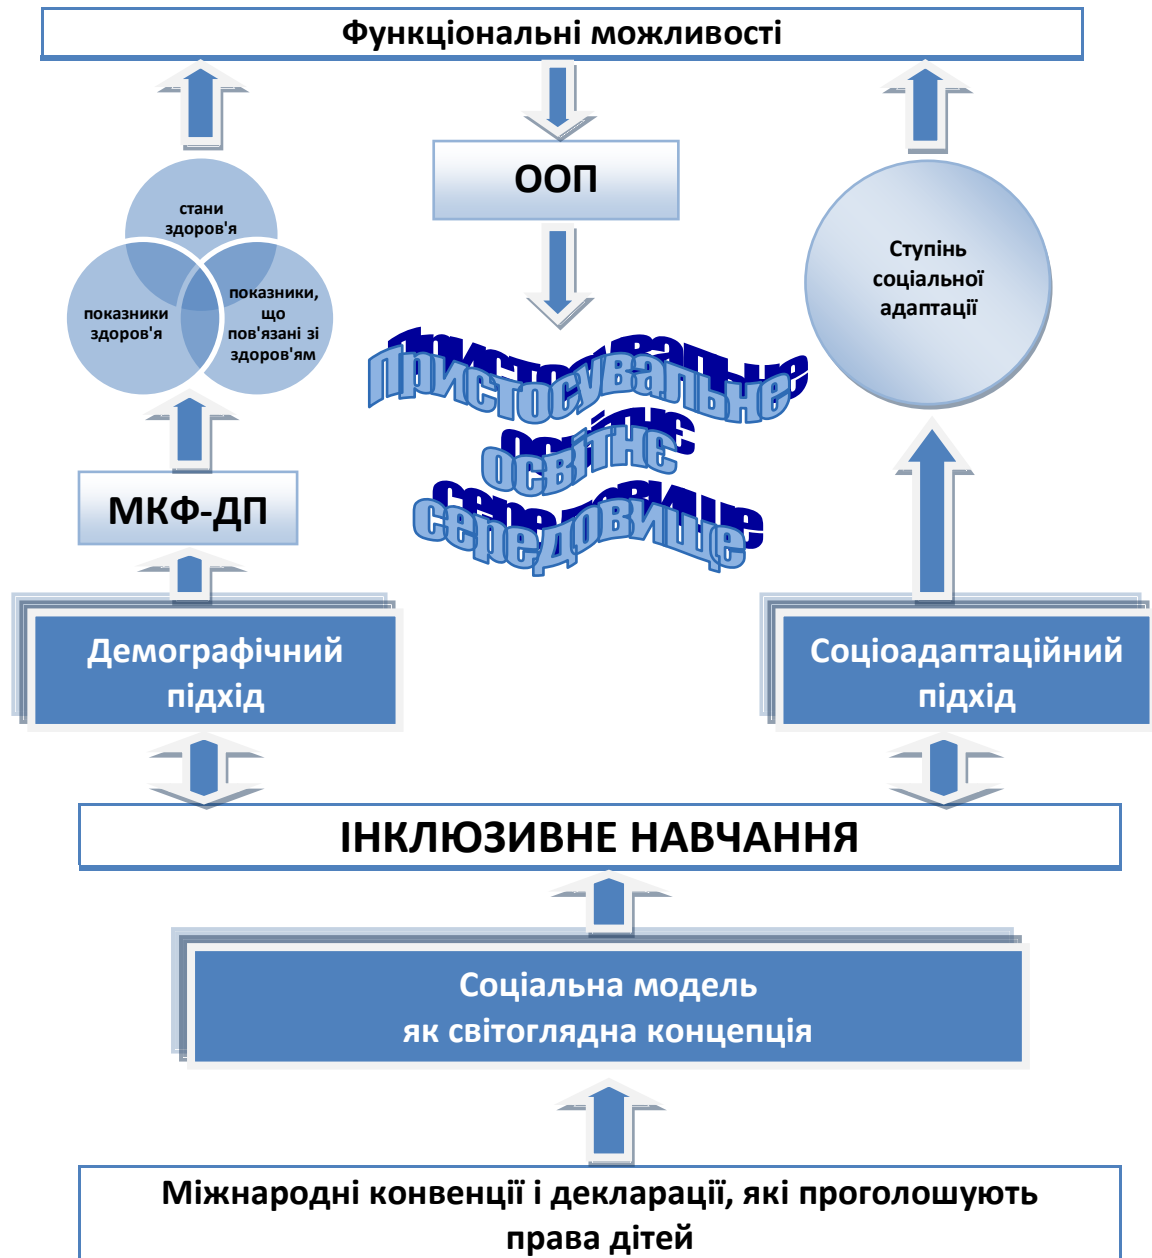 Функціональні можливості
ООП
стани
здоров'я
показники
здоров'я
показники,
що
пов'язані зі
здоров'ям
Ступінь
соціальної
адаптації
Пристосувальне
освітнє
середовище
МКФ-ДП
Демографічний
підхід
Соціоадаптаційний
підхід
ІНКЛЮЗИВНЕ НАВЧАННЯ
Соціальна модель
як світоглядна концепція
Міжнародні конвенції і декларації, які проголошують
права дітей